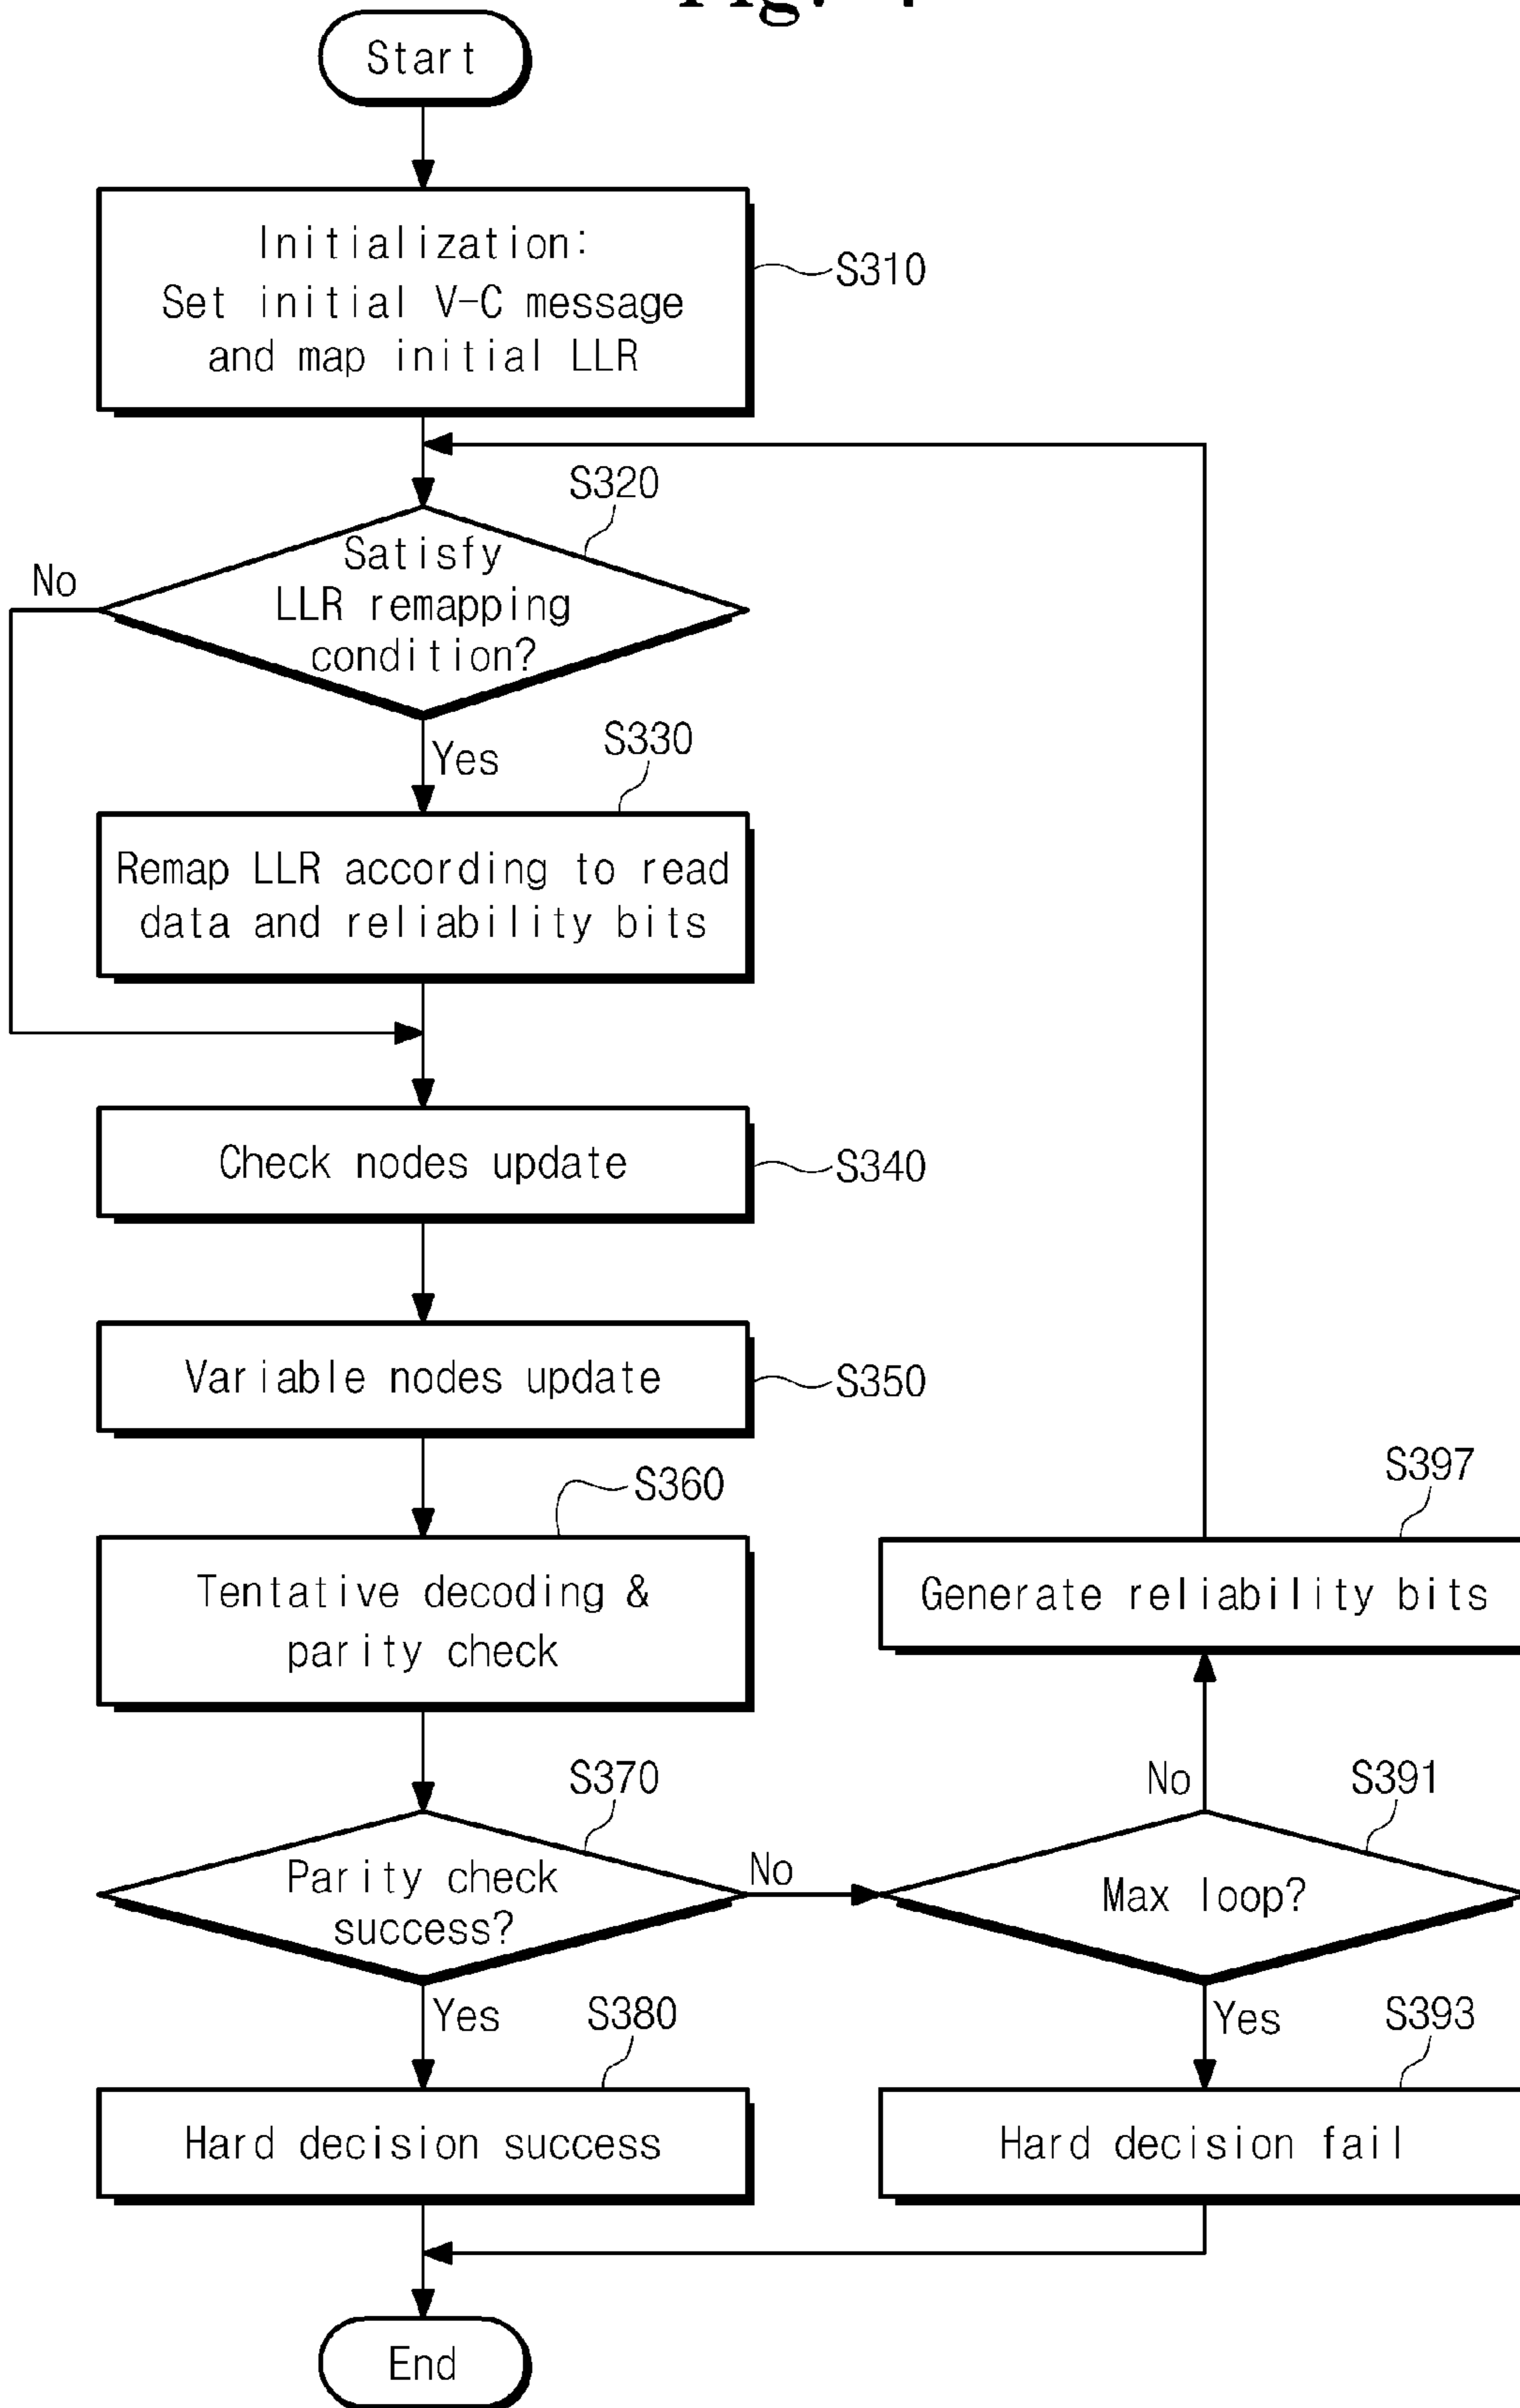 Start
Initialization:
Set initial V-C message
and map initial LLR
S310
S320
Satisfy
LLR remapping
condition?
No
Yes
S330
Remap LLR according to read
data and reliability bits
Check nodes update
S340
Variable nodes update
S350
S360
Tentative decoding &
parity check
S397
Generate reliability bits
S370
Parity check
success?
No
No
S391
Max loop?
Yes
S380
Hard decision success
Yes
S393
Hard decision fail
End